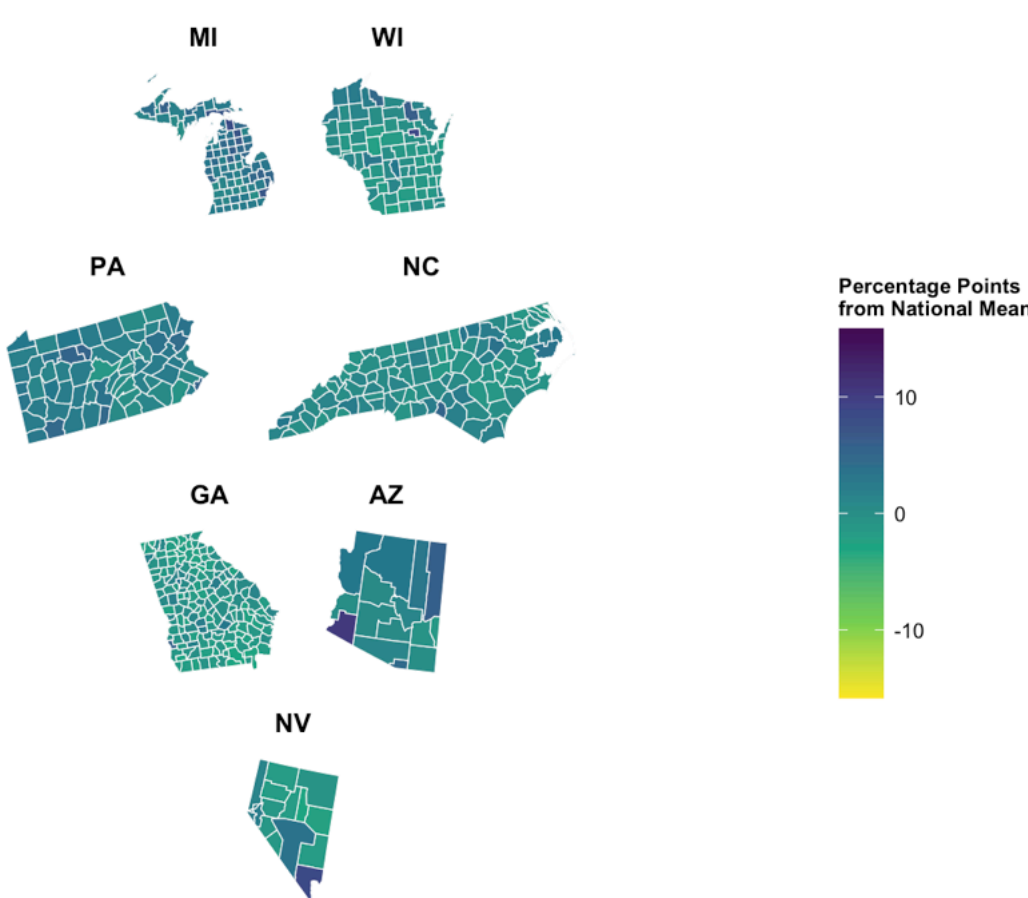 MI WI
PA NC
Percentage Points
from National Mean
10
0
-10
GA AZ
NV